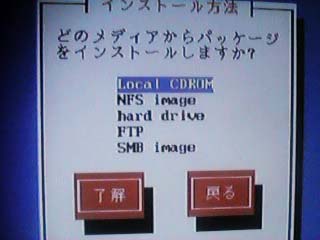 インストール方法
どのメディアからパッケージ
をインストールしますか?
Local CDROM
NFS image
hard drive
FTP
SMB image
了解
戻る